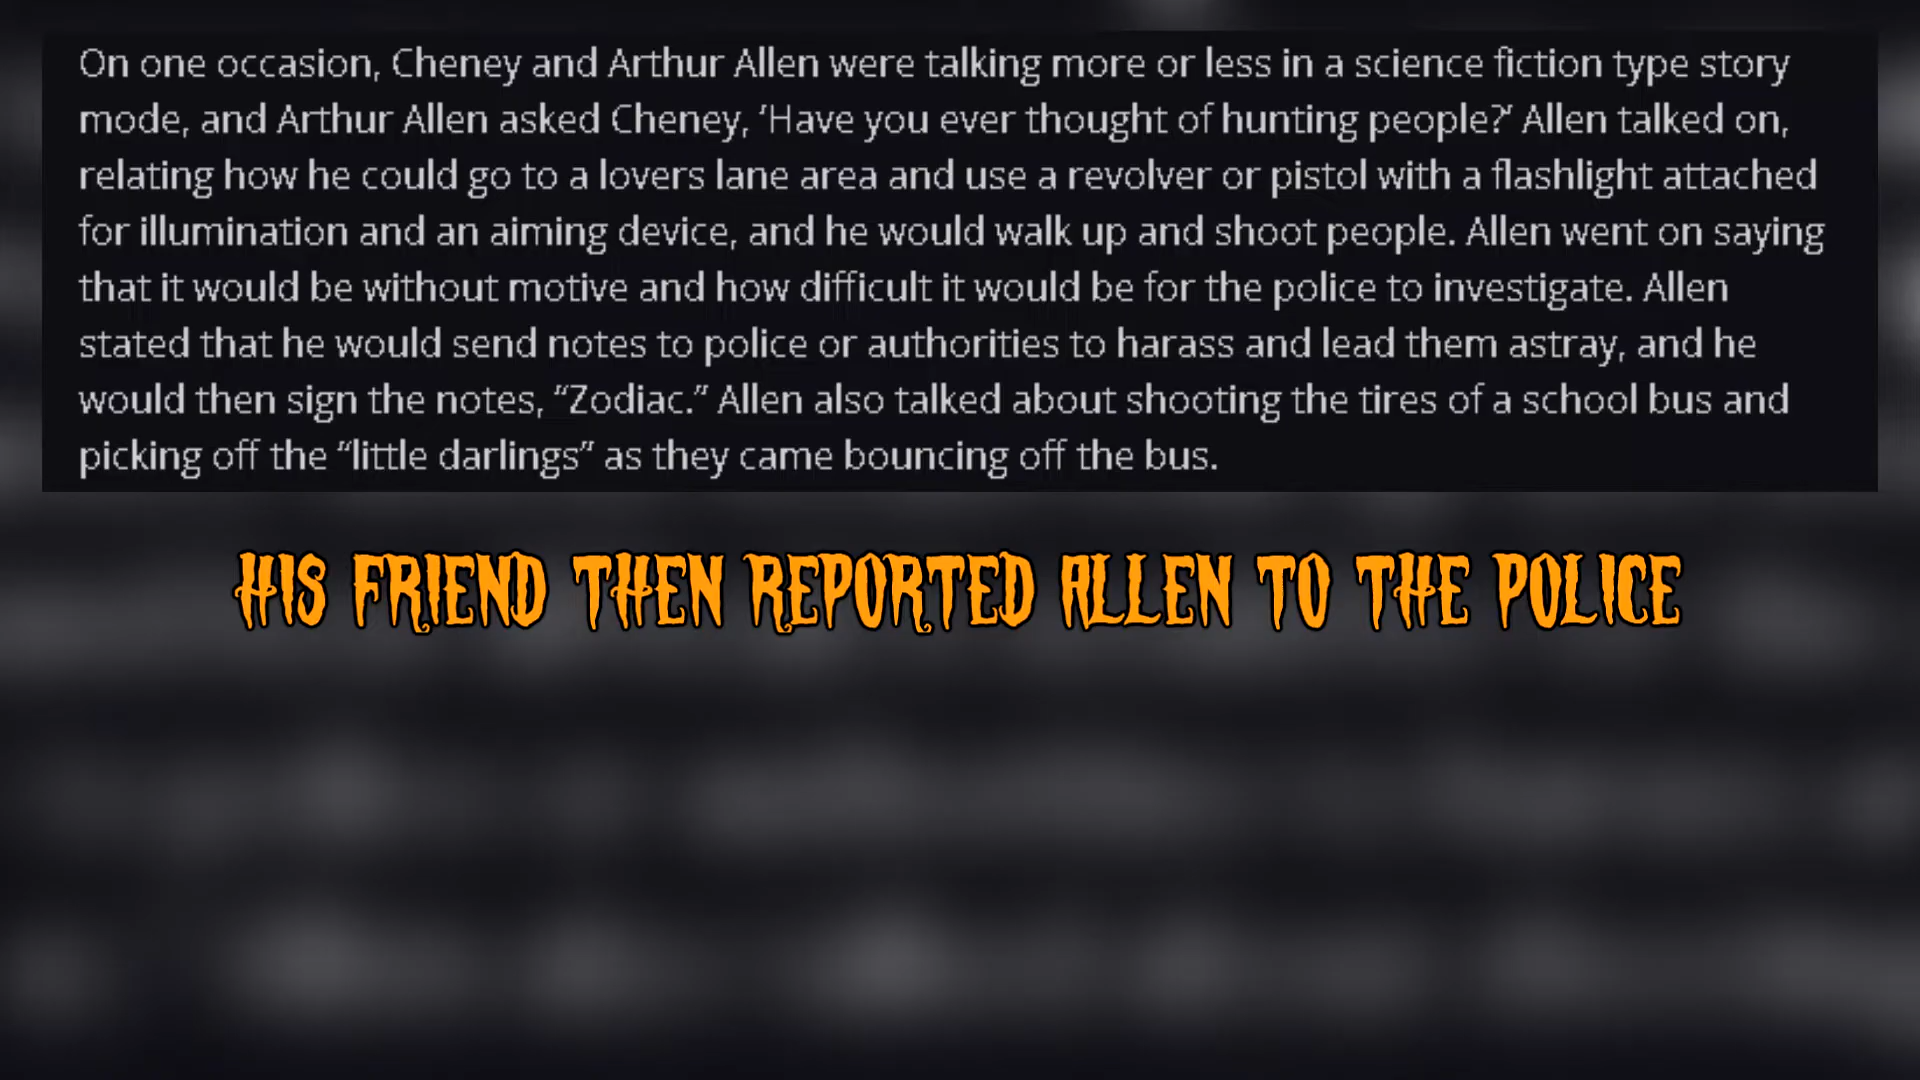 On one occasion, Cheney and Arthur Allen were talking more or less in a science fiction type story
mode, and Arthur Allen asked Cheney, ‘Have you ever thought of hunting people?’ Allen talked on,
relating how he could go to a lovers lane area and use a revolver or pistol with a flashlight attached
for illumination and an aiming device, and he would walk up and shoot people. Allen went on saying
that it would be without motive and how difficult it would be for the police to investigate. Allen
stated that he would send notes to police or authorities to harass and lead them astray, and he
would then sign the notes, “Zodiac.” Allen also talked about shooting the tires of a school bus and
picking off the “little darlings” as they came bouncing off the bus.
HIS FRIEND THEN REPORTED ALLEN TO THE POLICE